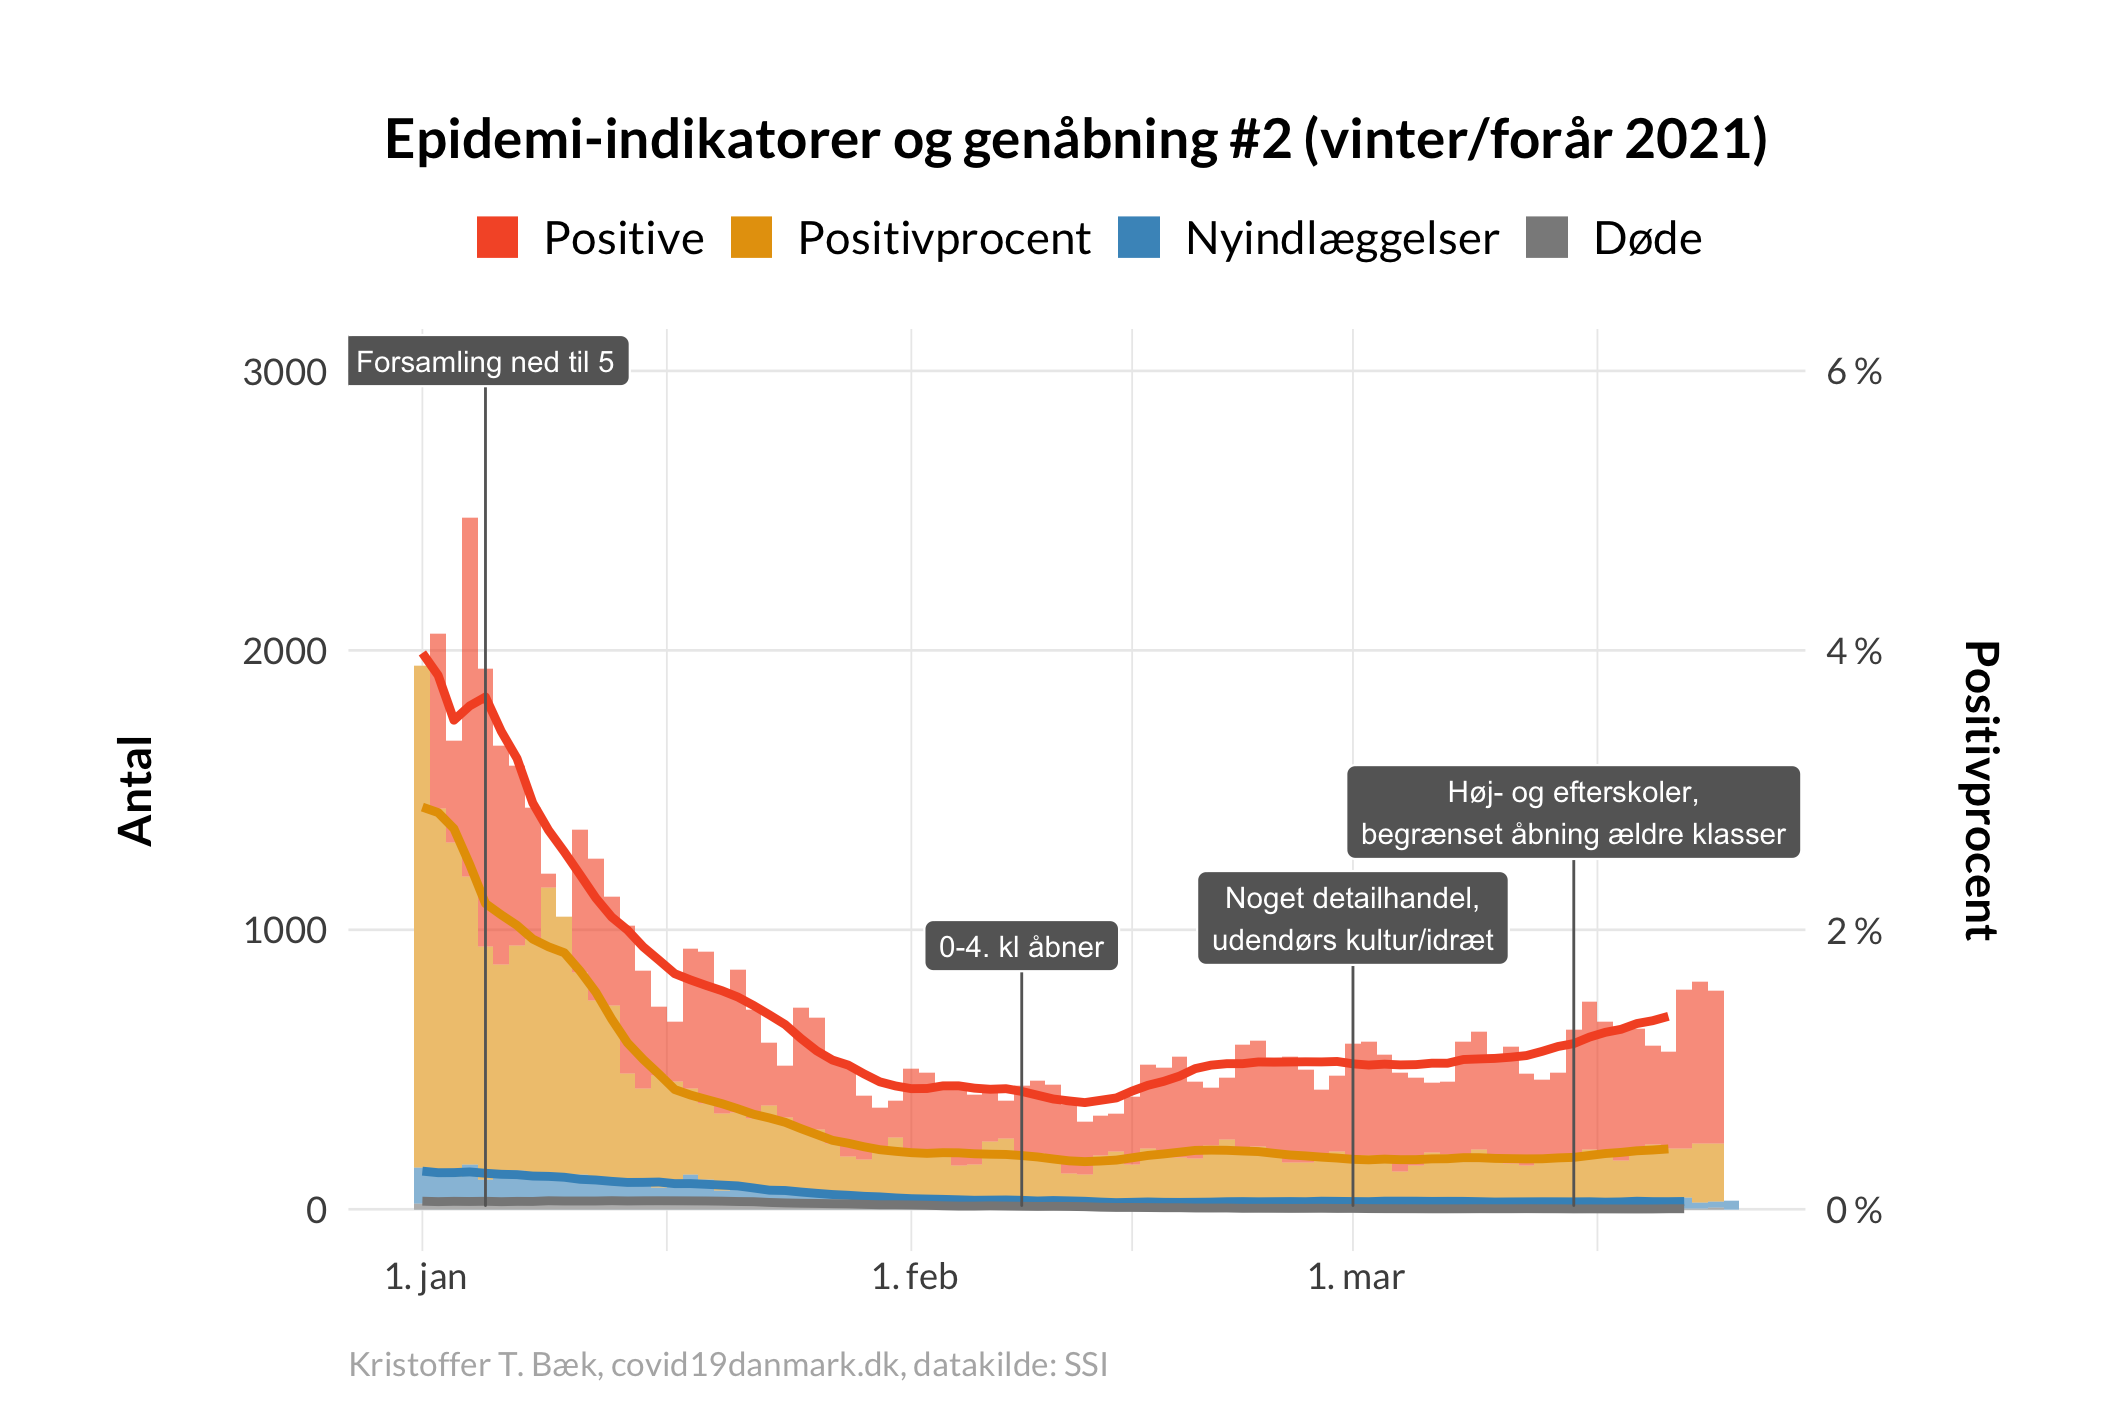 Epidemi-indikatorer og genåbning #2 (vinter/forår 2021)
Positive Positivprocent Nyindlæggelser Døde
Forsamling ned til 5
3000
6 %
2000
4 %
Antal
Positivprocent
Høj- og efterskoler,
begrænset åbning ældre klasser
Noget detailhandel,
udendørs kultur/idræt
0-4. kl åbner
1000
2 %
0
0 %
1. jan
1. feb
1. mar
Kristoffer T. Bæk, covid19danmark.dk, datakilde: SSI